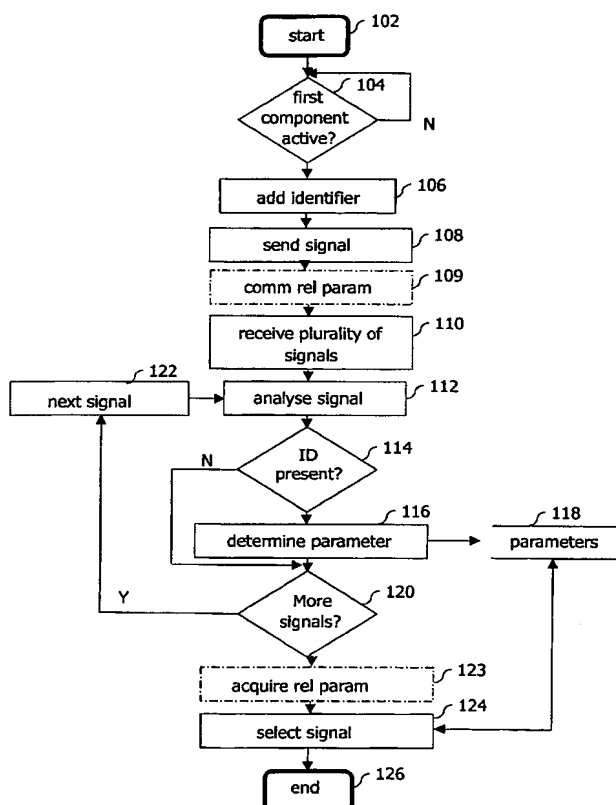 start
102
104
first
component
active?
N
add identifier
106
send signal
108
comm rel param
109
receive plurality of
signals
110
122
next signal
analyse signal
112
N
ID
present?
114
116
determine parameter
118
parameters
Y
More
signals?
120
acquire rel param
123
124
select signal
end
126